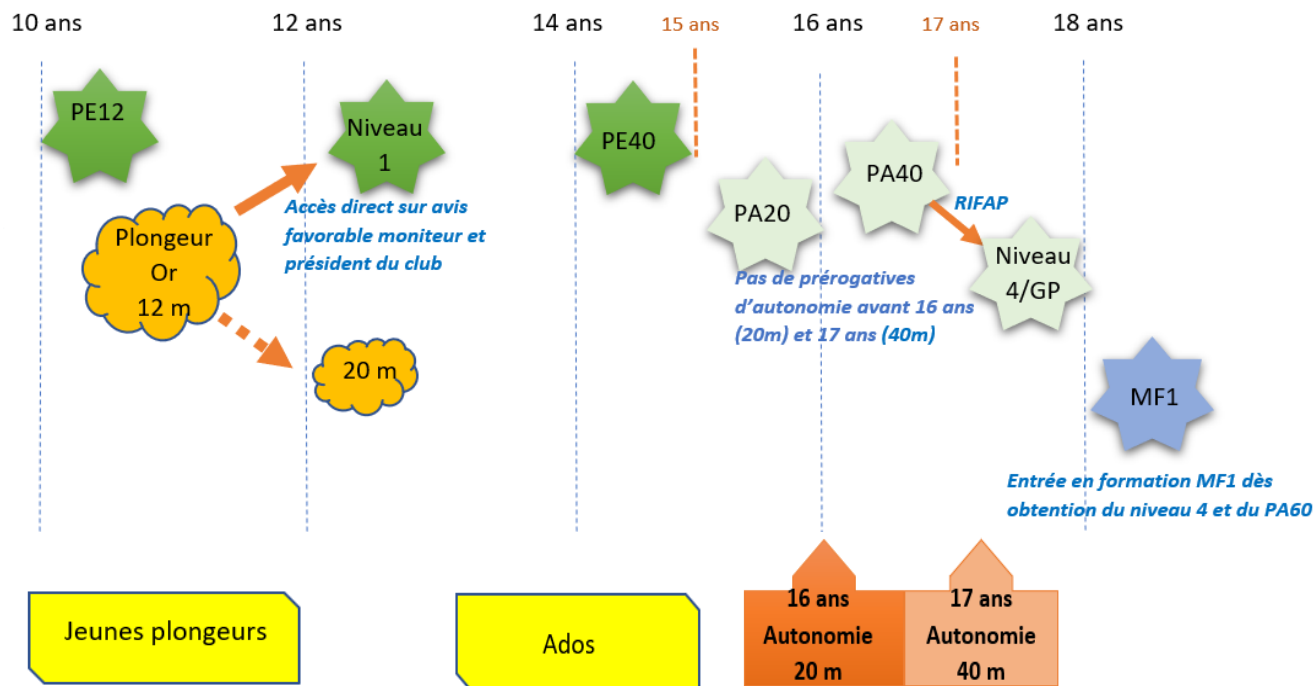 10 ans
12 ans
14 ans
15 ans
16 ans
17 ans
18 ans
PE12
Niveau
1
PE40
PA20
PA40
RIFAP
Niveau
4/GP
Plongeur
Or
12 m
Accès direct sur avis
favorable moniteur et
président du club
20 m
Pas de prérogatives
d’autonomie avant 16 ans
(20m) et 17 ans (40m)
MF1
Entrée en formation MF1 dès
obtention du niveau 4 et du PA60
Jeunes plongeurs
Ados
16 ans
Autonomie
20 m
17 ans
Autonomie
40 m